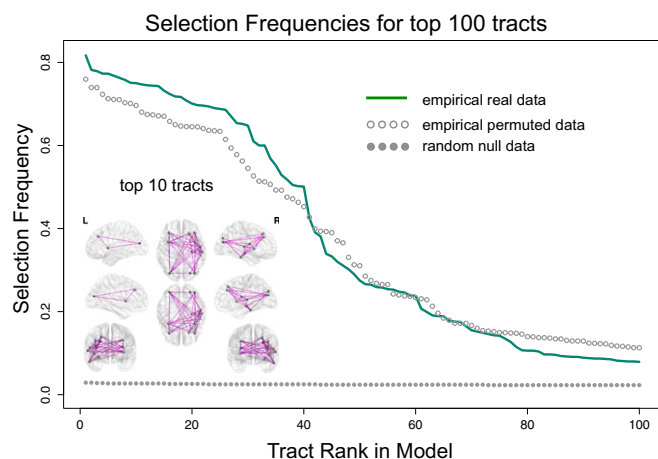 Selection Frequencies for top 100 tracts
Selection Frequency
0.8
0.6
0.4
0.2
0.0
empirical real data
empirical permuted data
random null data
top 10 tracts
L
R
0
20
40
60
80
100
Tract Rank in Model